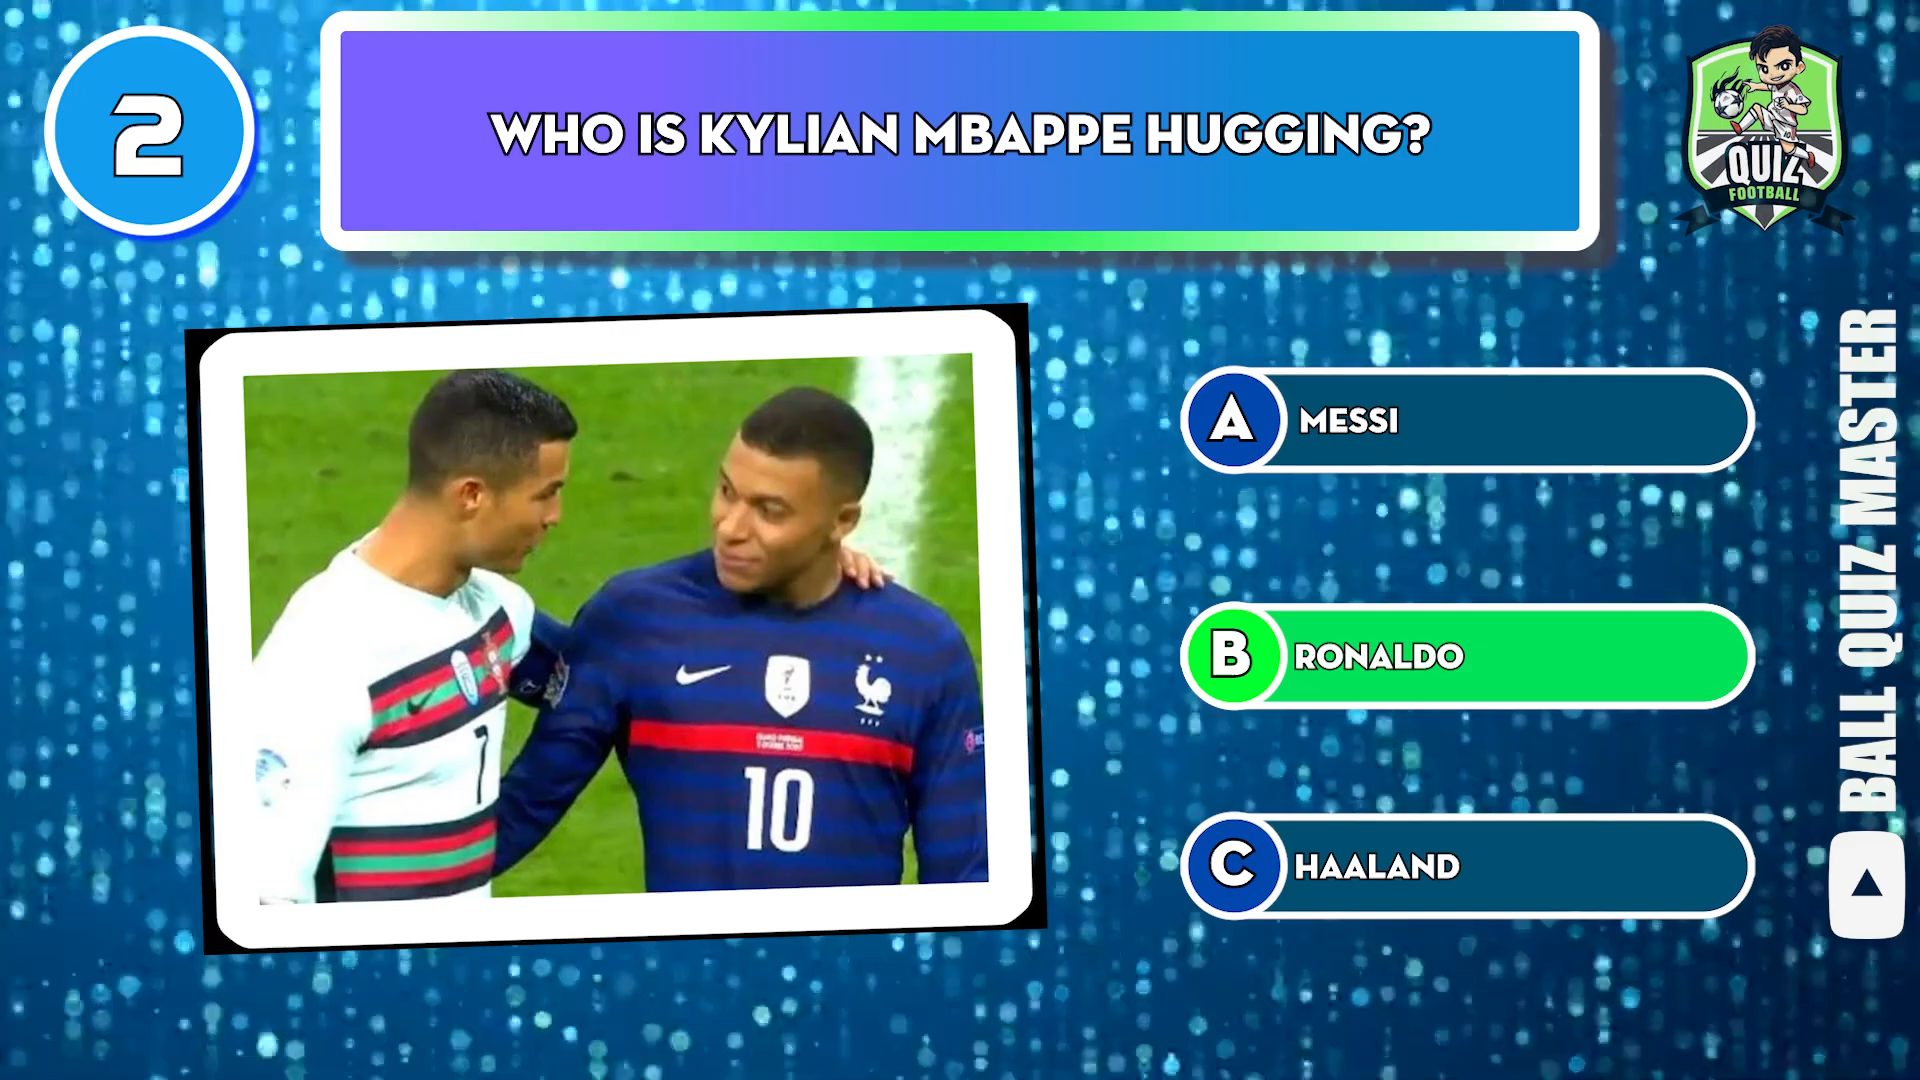 2
WHO IS KYLIAN MBAPPE HUGGING?
QUIZ
FOOTBALL
A MESSI
B RONALDO
C HAALAND
7
10
BALL QUIZ MASTER